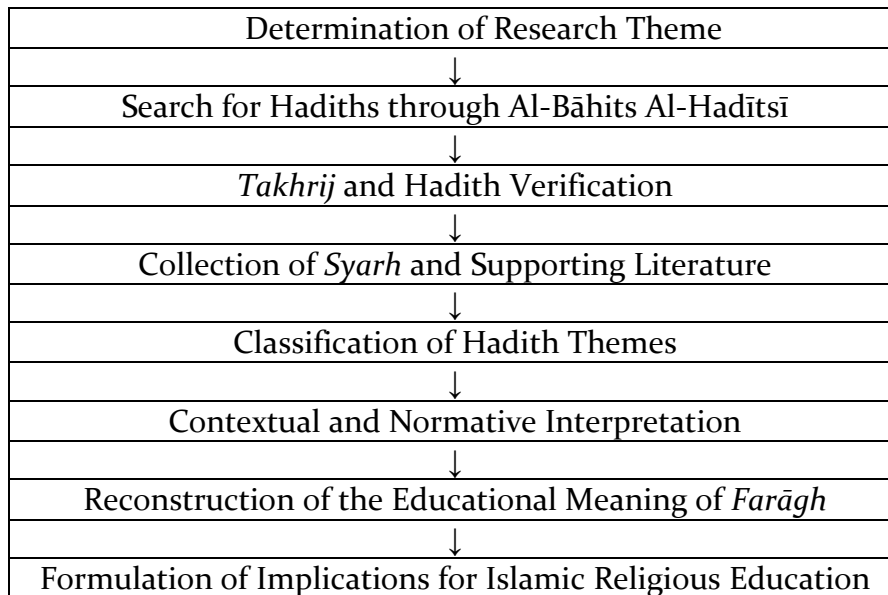 Determination of Research Theme
↓
Search for Hadiths through Al-Bāhits Al-Hadītsī
↓
Takhrij and Hadith Verification
↓
Collection of Syarh and Supporting Literature
↓
Classification of Hadith Themes
↓
Contextual and Normative Interpretation
↓
Reconstruction of the Educational Meaning of Farāgh
↓
Formulation of Implications for Islamic Religious Education